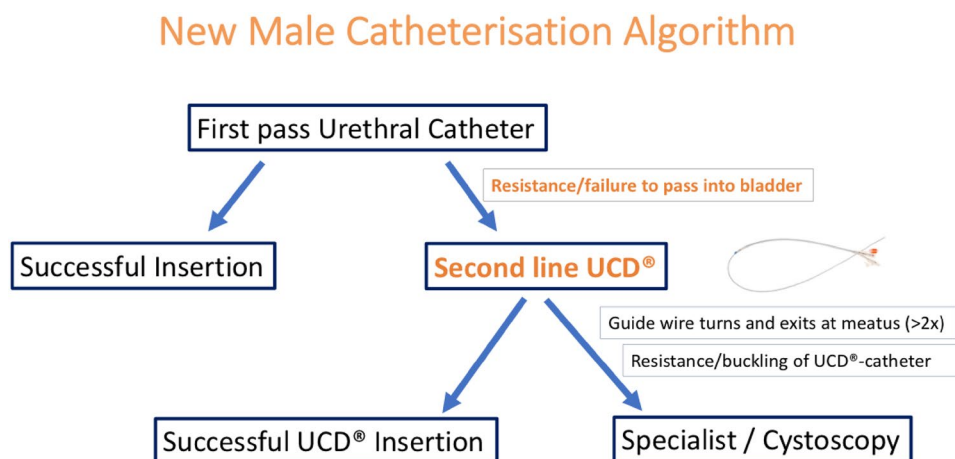 New Male Catheterisation Algorithm
First pass Urethral Catheter
Resistance/failure to pass into bladder
Successful Insertion
Second line UCD®
Guide wire turns and exits at meatus (>2x)
Resistance/buckling of UCD®-catheter
Successful UCD® Insertion
Specialist / Cystoscopy